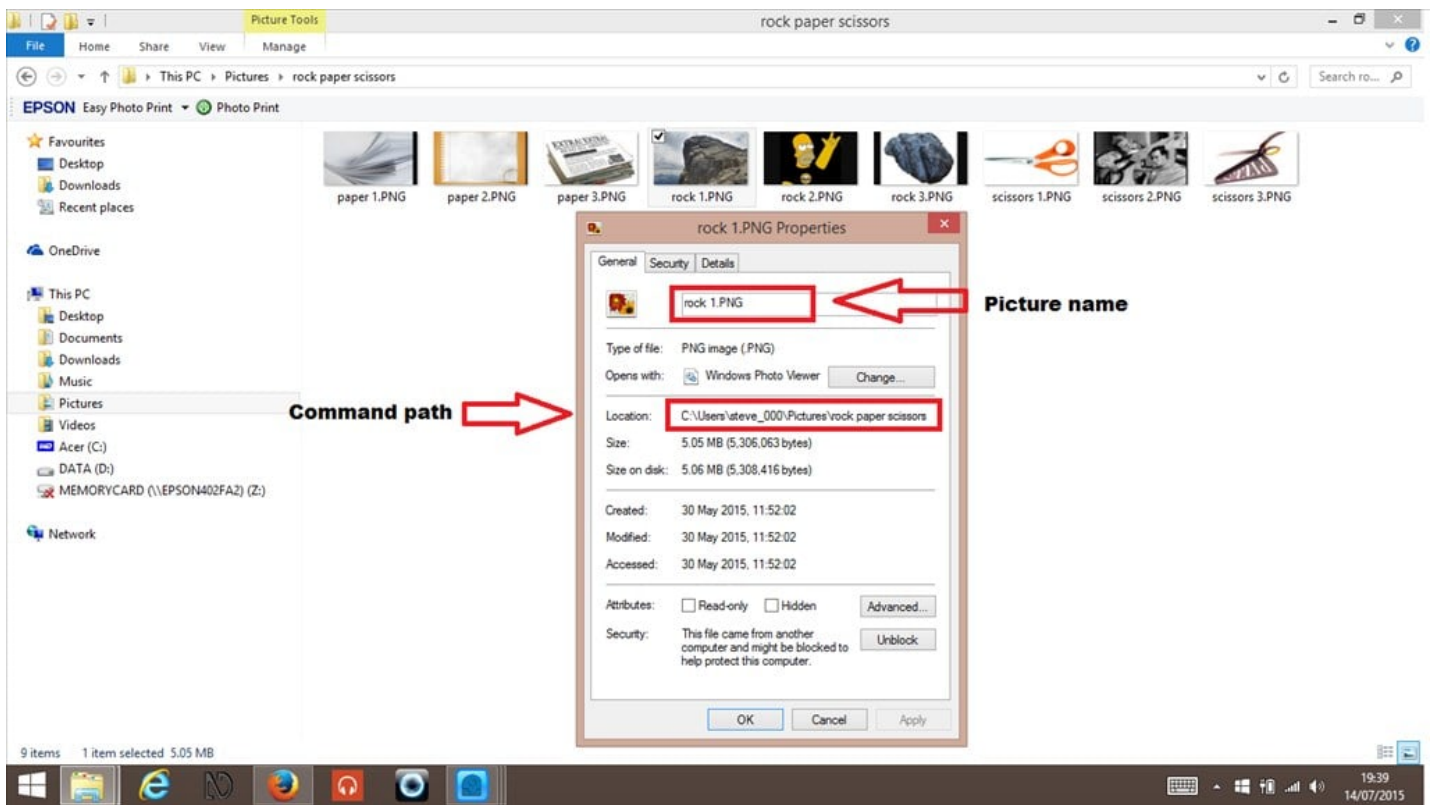 Picture Tools
rock paper scissors
File Home Share View Manage
This PC Pictures rock paper scissors
Search ro...
EPSON Easy Photo Print Photo Print
Favourites
Desktop
Downloads
Recent places
OneDrive
This PC
Desktop
Documents
Downloads
Music
Pictures
Videos
Acer (C:)
DATA (D:)
MEMORYCARD (\\EPSON402FA2) (Z:)
Network
EXTRA! EXTRA!
paper 1.PNG paper 2.PNG paper 3.PNG rock 1.PNG rock 2.PNG rock 3.PNG scissors 1.PNG scissors 2.PNG scissors 3.PNG
rock 1.PNG Properties
General Security Details
rock 1.PNG
Picture name
Type of file: PNG image (.PNG)
Opens with: Windows Photo Viewer Change...
Command path
Location: C:\Users\steve_000\Pictures\rock paper scissors
Size: 5.05 MB (5,306,063 bytes)
Size on disk: 5.06 MB (5,308,416 bytes)
Created: 30 May 2015, 11:52:02
Modified: 30 May 2015, 11:52:02
Accessed: 30 May 2015, 11:52:02
Attributes: Read-only Hidden Advanced...
Security: This file came from another
computer and might be blocked to
help protect this computer.
Unblock
OK Cancel Apply
9 items 1 item selected 5.05 MB
19:39
14/07/2015